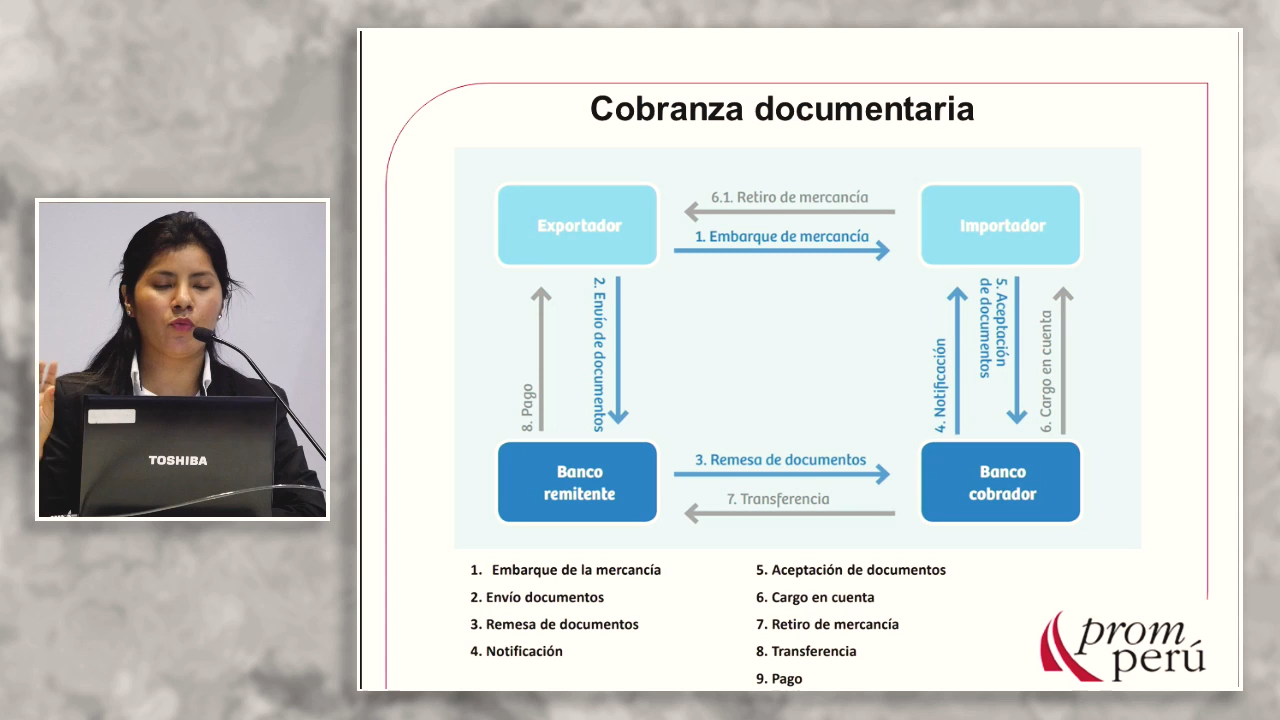 Cobranza documentaria
Exportador
6.1. Retiro de mercancía
1. Embarque de mercancía
Importador
8. Pago
2. Envío de documentos
4. Notificación
5. Aceptación
de documentos
6. Cargo en cuenta
Banco
remitente
3. Remesa de documentos
7. Transferencia
Banco
cobrador
1. Embarque de la mercancía
2. Envío documentos
3. Remesa de documentos
4. Notificación
5. Aceptación de documentos
6. Cargo en cuenta
7. Retiro de mercancía
8. Transferencia
9. Pago
prom
perú
TOSHIBA